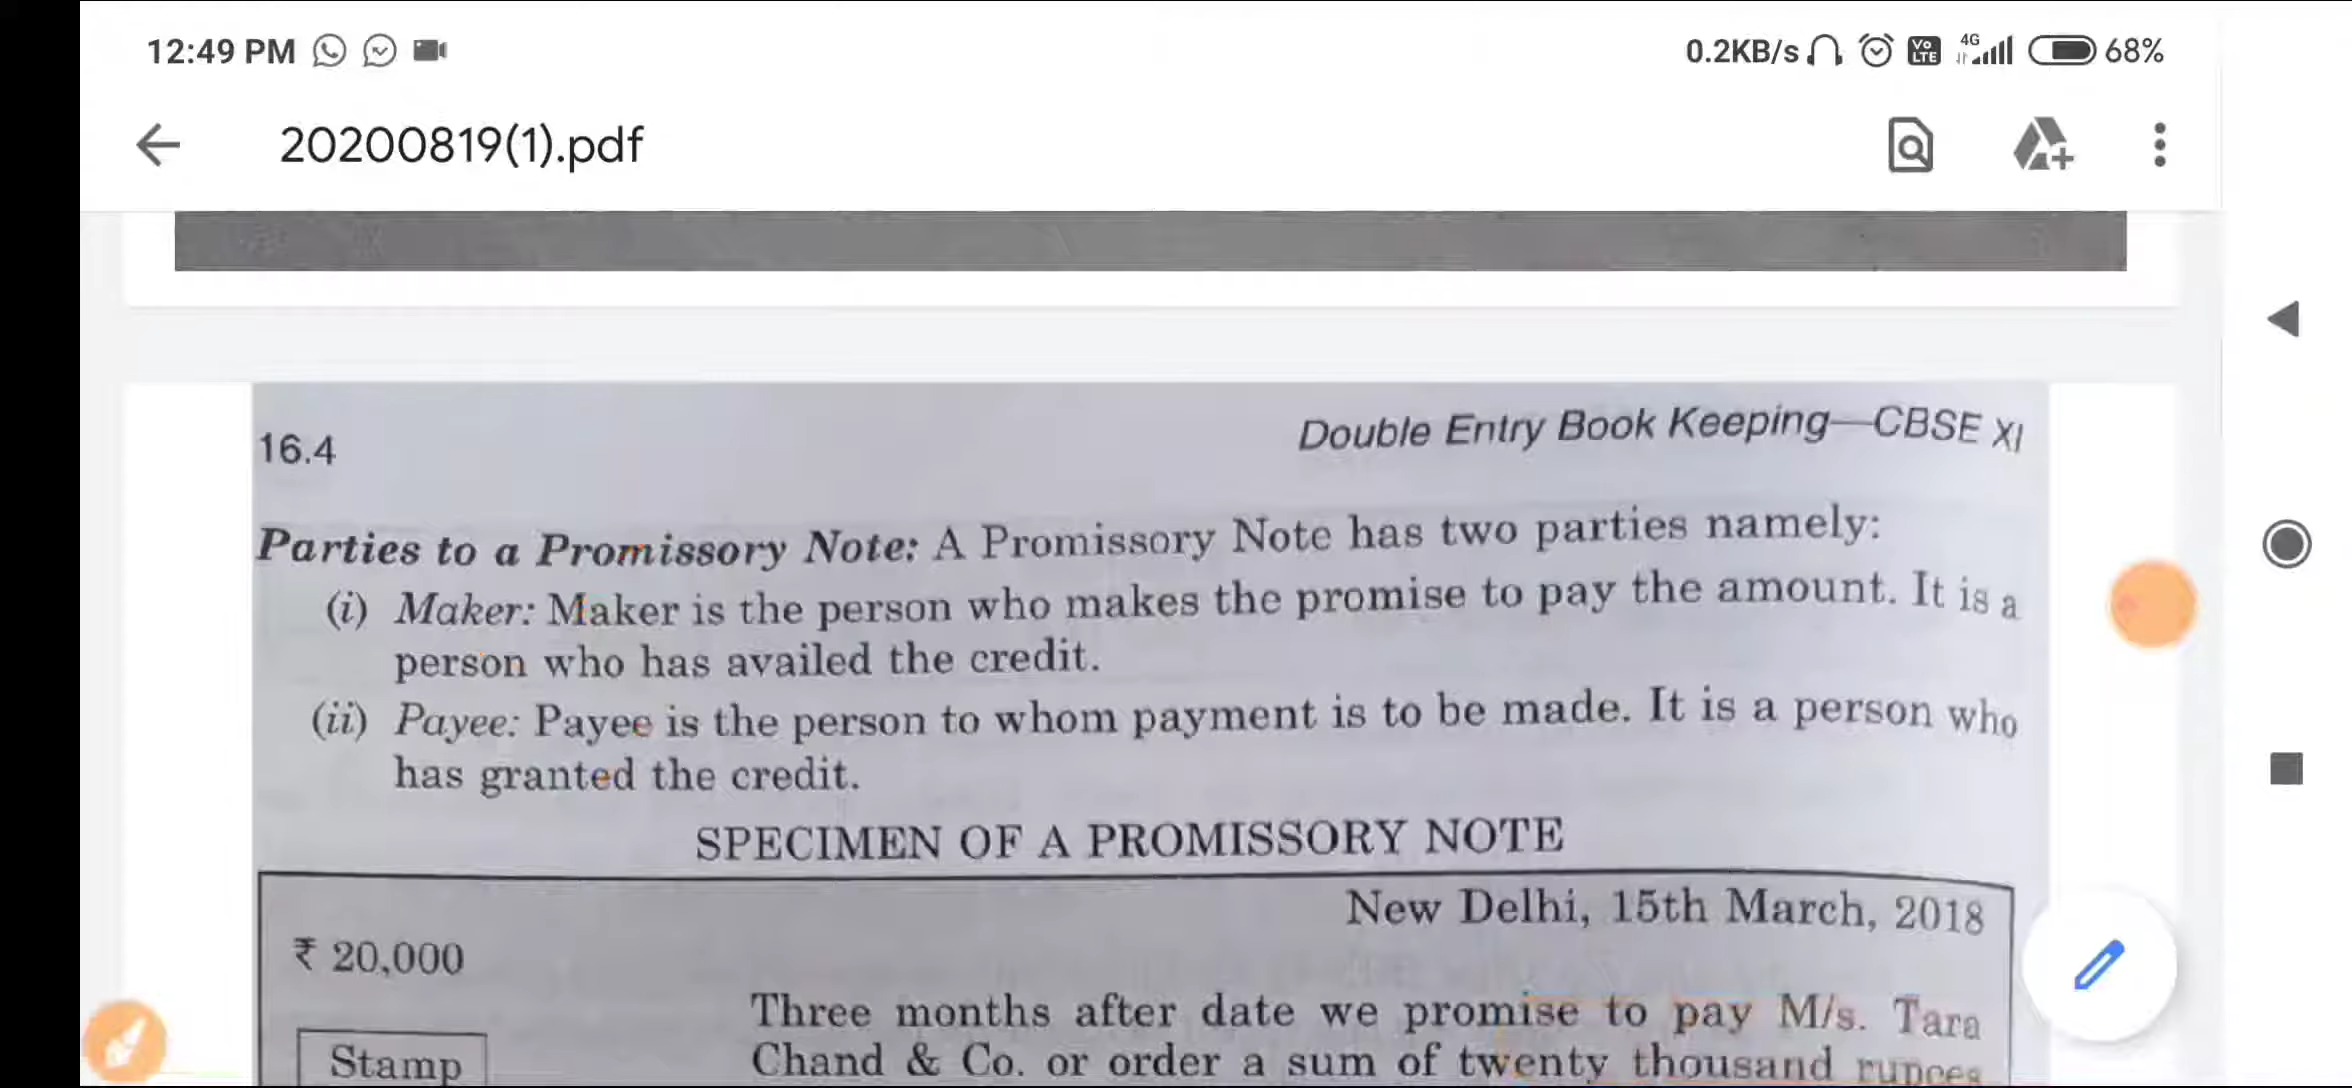 12:49 PM
0.2KB/s Vo LTE 4G 68%
20200819(1).pdf
16.4
Double Entry Book Keeping—CBSE XI
Parties to a Promissory Note: A Promissory Note has two parties namely:
(i) Maker: Maker is the person who makes the promise to pay the amount. It is a
person who has availed the credit.
(ii) Payee: Payee is the person to whom payment is to be made. It is a person who
has granted the credit.
SPECIMEN OF A PROMISSORY NOTE
New Delhi, 15th March, 2018
₹ 20,000
Three months after date we promise to pay M/s. Tara
Stamp
Chand & Co. or order a sum of twenty thousand rupees